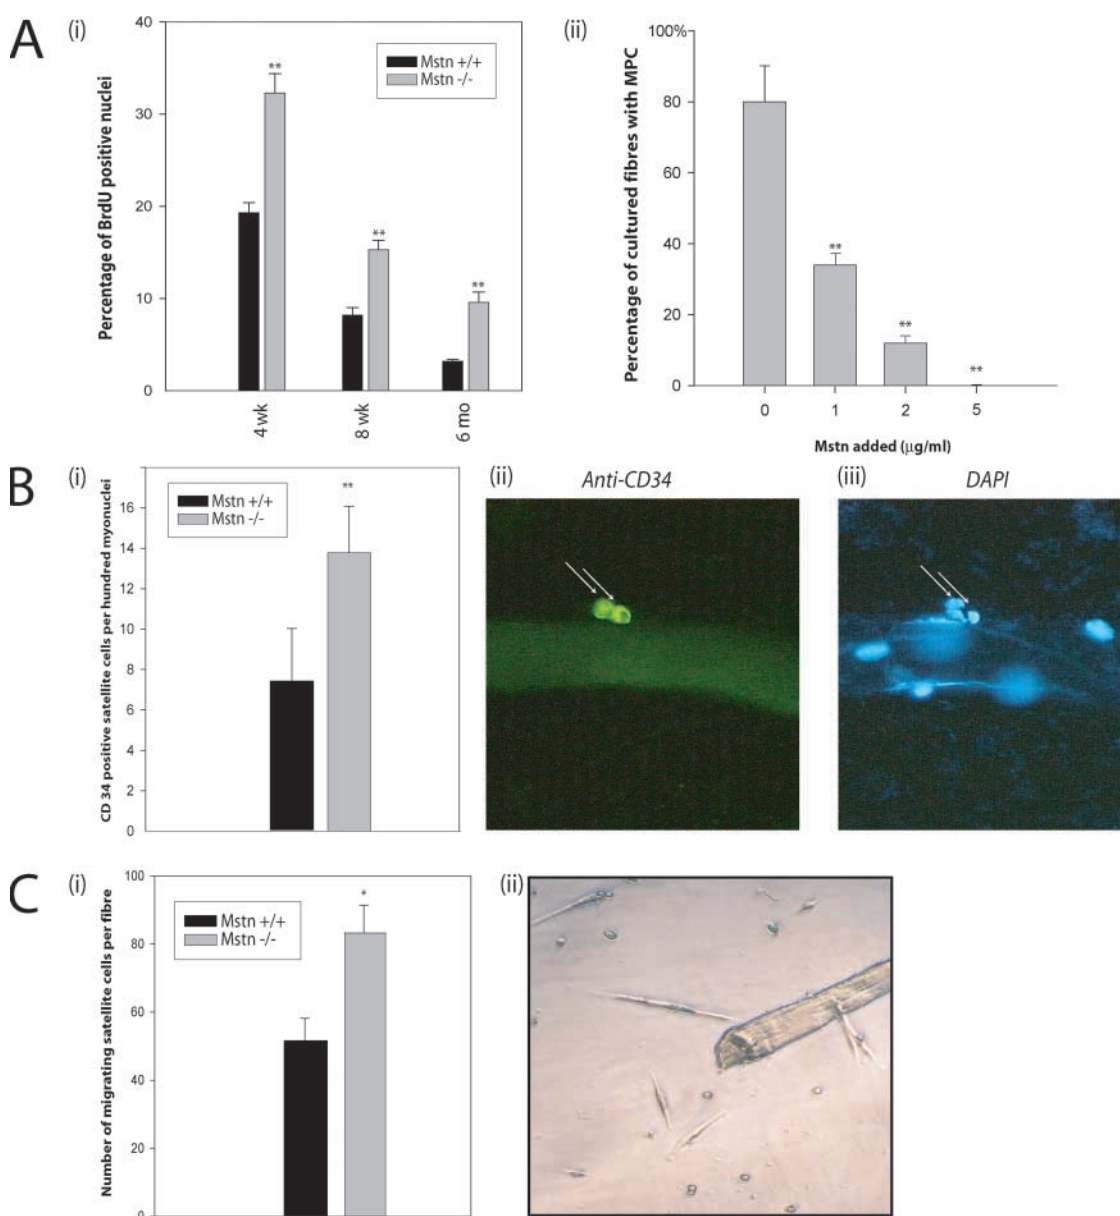 A
(i)
Percentage of BrdU positive nuclei
40
30
20
10
0
Mstn +/+
Mstn -/-
**
**
**
4 wk
8 wk
6 mo
(ii)
Percentage of cultured fibres with MPC
100%
80
60
40
20
0
**
**
**
0
1
2
5
Mstn added (μg/ml)
B
(i)
CD 34 positive satellite cells per hundred myonuclei
16
14
12
10
8
6
4
2
0
Mstn +/+
Mstn -/-
**
(ii)
Anti-CD34
(iii)
DAPI
C
(i)
Number of migrating satellite cells per fibre
100
80
60
40
20
0
Mstn +/+
Mstn -/-
*
(ii)